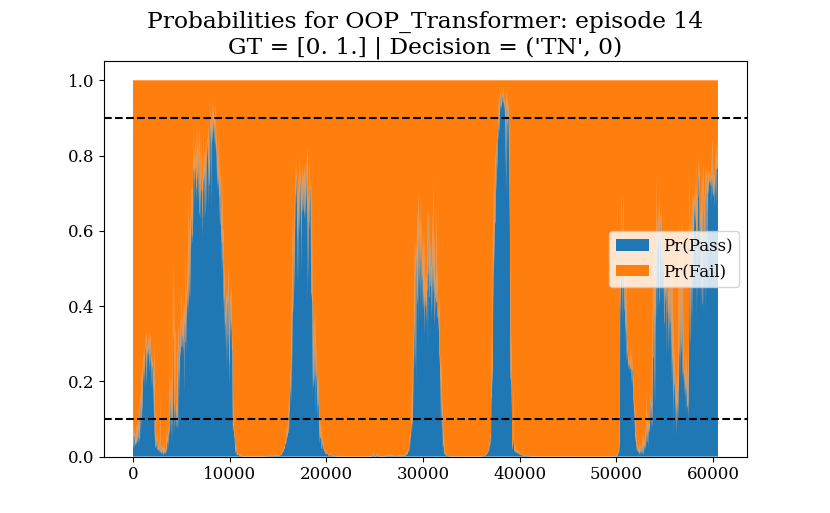 Probabilities for OOP_Transformer: episode 14
GT = [0. 1.] | Decision = ('TN', 0)
1.0
0.8
0.6
0.4
0.2
0.0
Pr(Pass)
Pr(Fail)
0 10000 20000 30000 40000 50000 60000